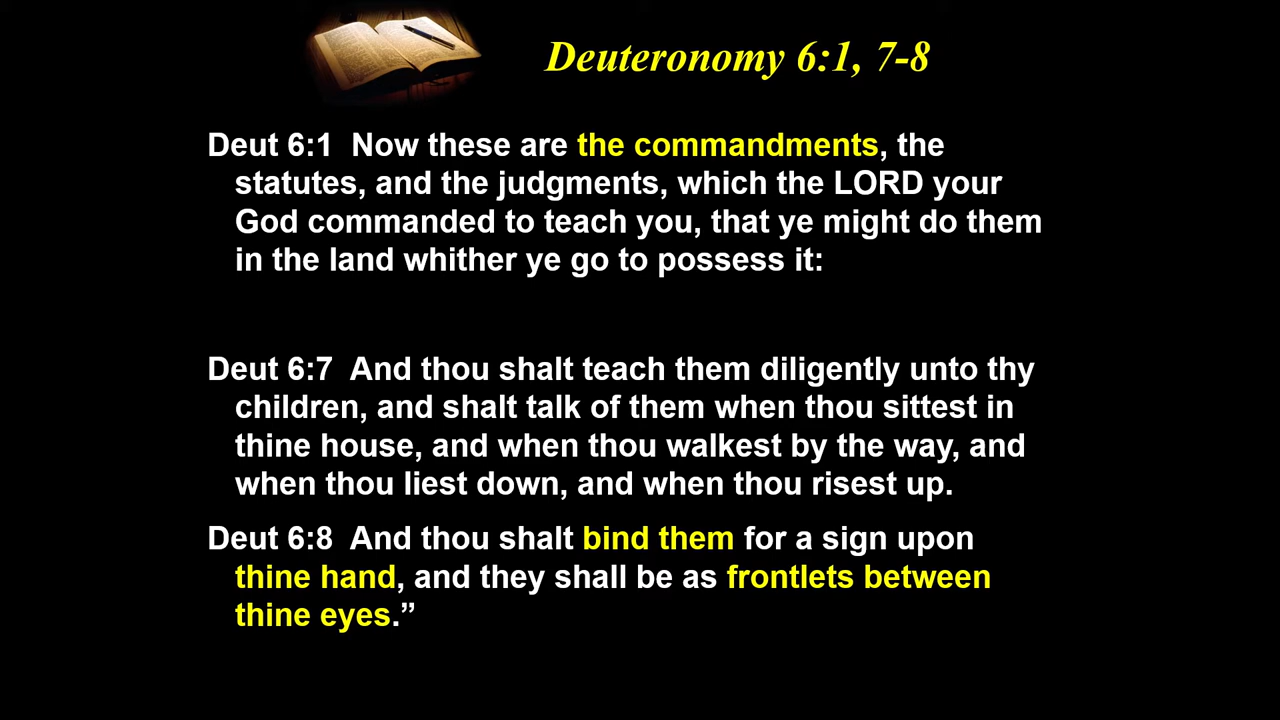 Deuteronomy 6:1, 7-8
Deut 6:1  Now these are the commandments, the
statutes, and the judgments, which the LORD your
God commanded to teach you, that ye might do them
in the land whither ye go to possess it:
Deut 6:7  And thou shalt teach them diligently unto thy
children, and shalt talk of them when thou sittest in
thine house, and when thou walkest by the way, and
when thou liest down, and when thou risest up.
Deut 6:8  And thou shalt bind them for a sign upon
thine hand, and they shall be as frontlets between
thine eyes.”